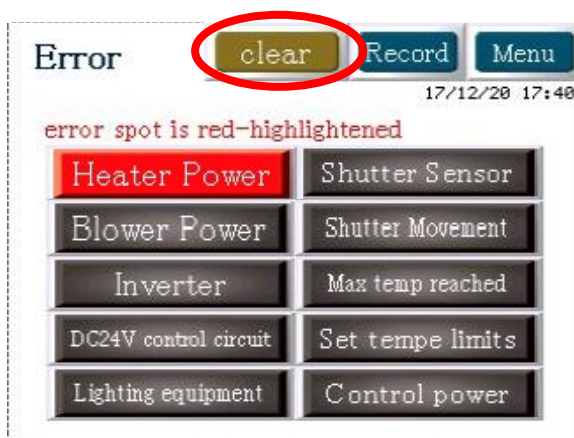 Error clear Record Menu
17/12/20 17:40
error spot is red-highlightened
Heater Power Shutter Sensor
Blower Power Shutter Movement
Inverter Max temp reached
DC24V control circuit Set tempe limits
Lighting equipment Control power